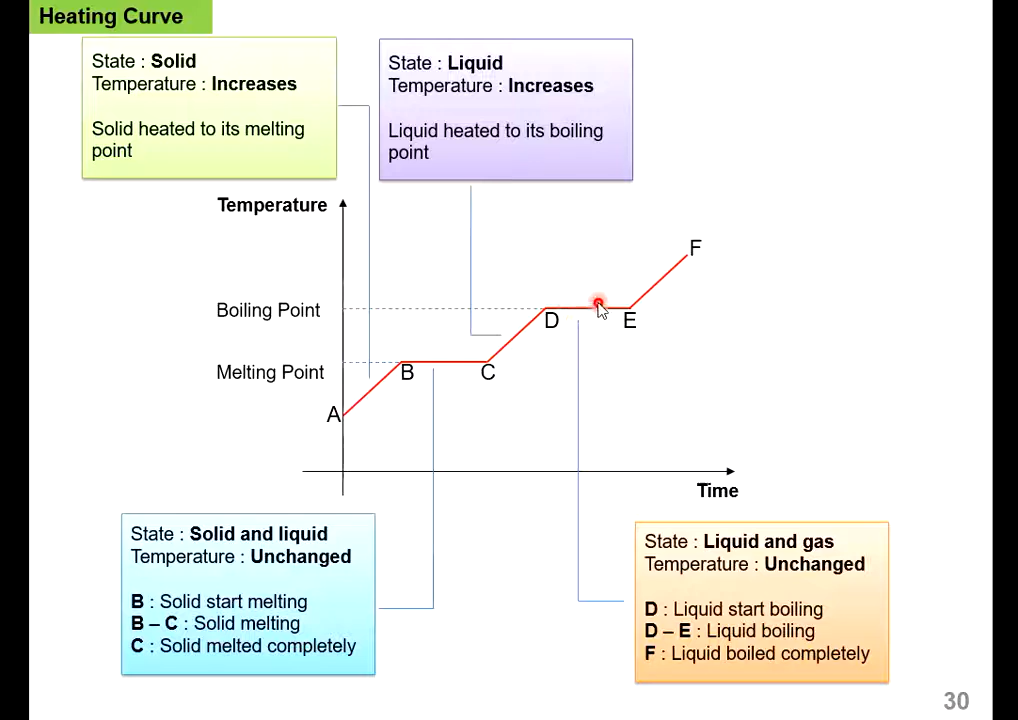 Heating Curve
State : Solid
Temperature : Increases
Solid heated to its melting
point
State : Liquid
Temperature : Increases
Liquid heated to its boiling
point
Temperature
F
Boiling Point
D
E
Melting Point
B
C
A
Time
State : Solid and liquid
Temperature : Unchanged
B : Solid start melting
B – C : Solid melting
C : Solid melted completely
State : Liquid and gas
Temperature : Unchanged
D : Liquid start boiling
D – E : Liquid boiling
F : Liquid boiled completely
30